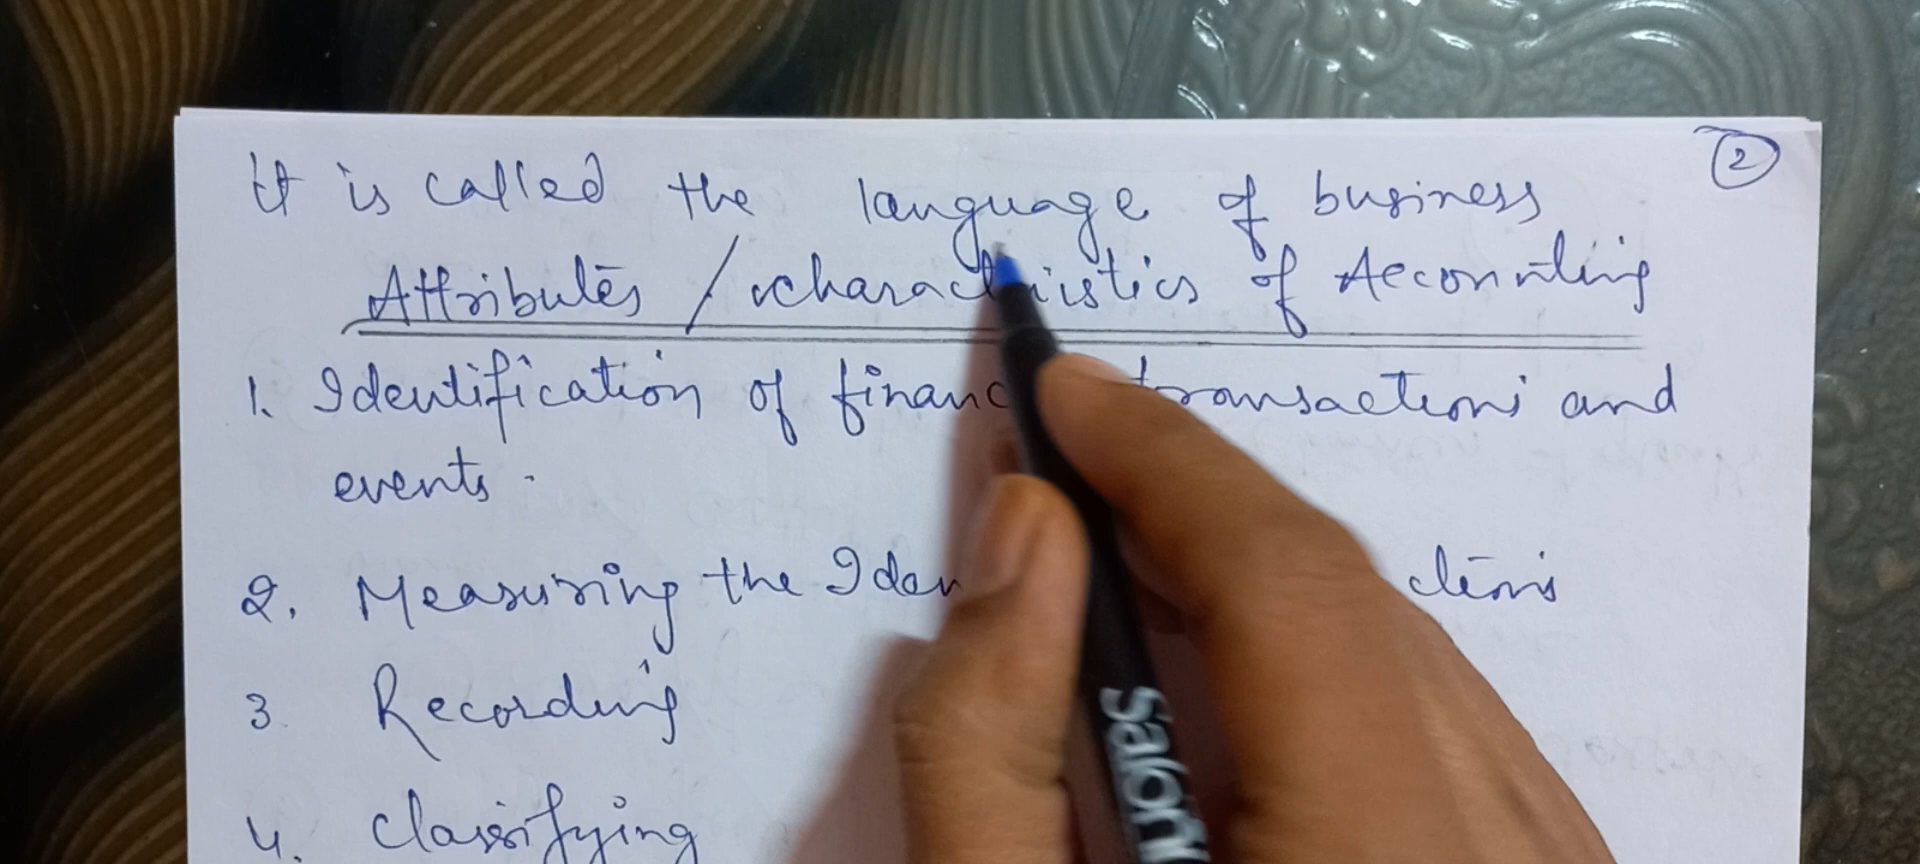 2
It is called the language of business
Attributes / characteristics of Accounting
1. Identification of financ transactions and
events.
2. Measuring the Iden ctions
3. Recording
4. Classifying
Salon